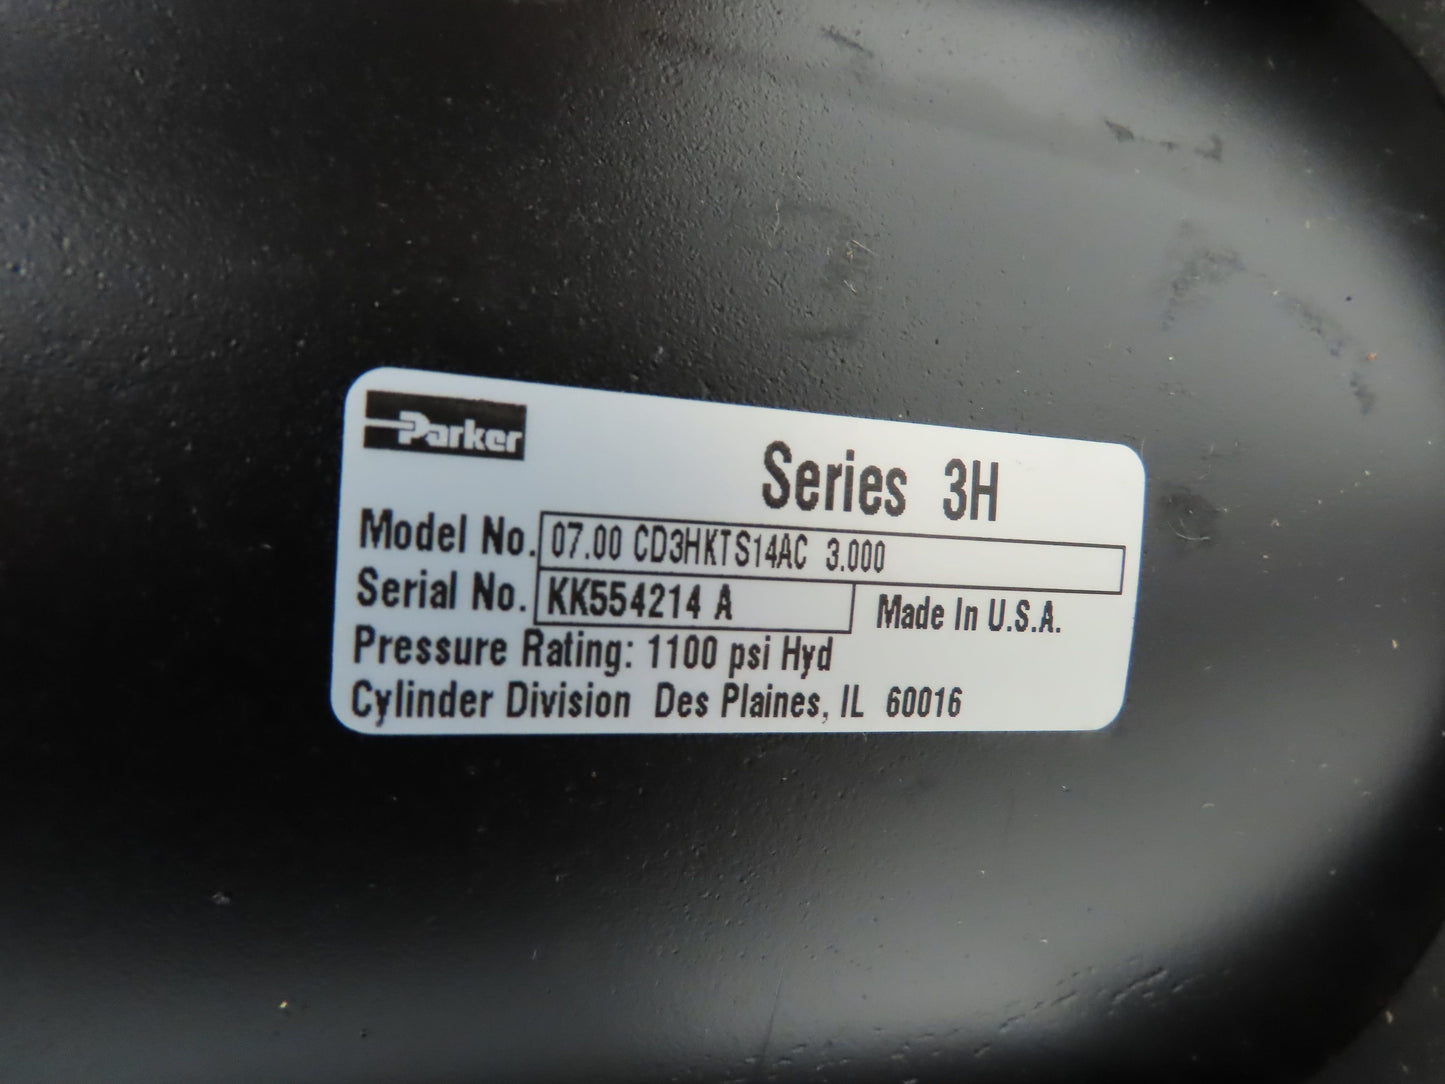 Parker
Series 3H
Model No. 07.00 CD3HKTS14AC 3.000
Serial No. KK554214 A Made In U.S.A.
Pressure Rating: 1100 psi Hyd
Cylinder Division Des Plaines, IL 60016